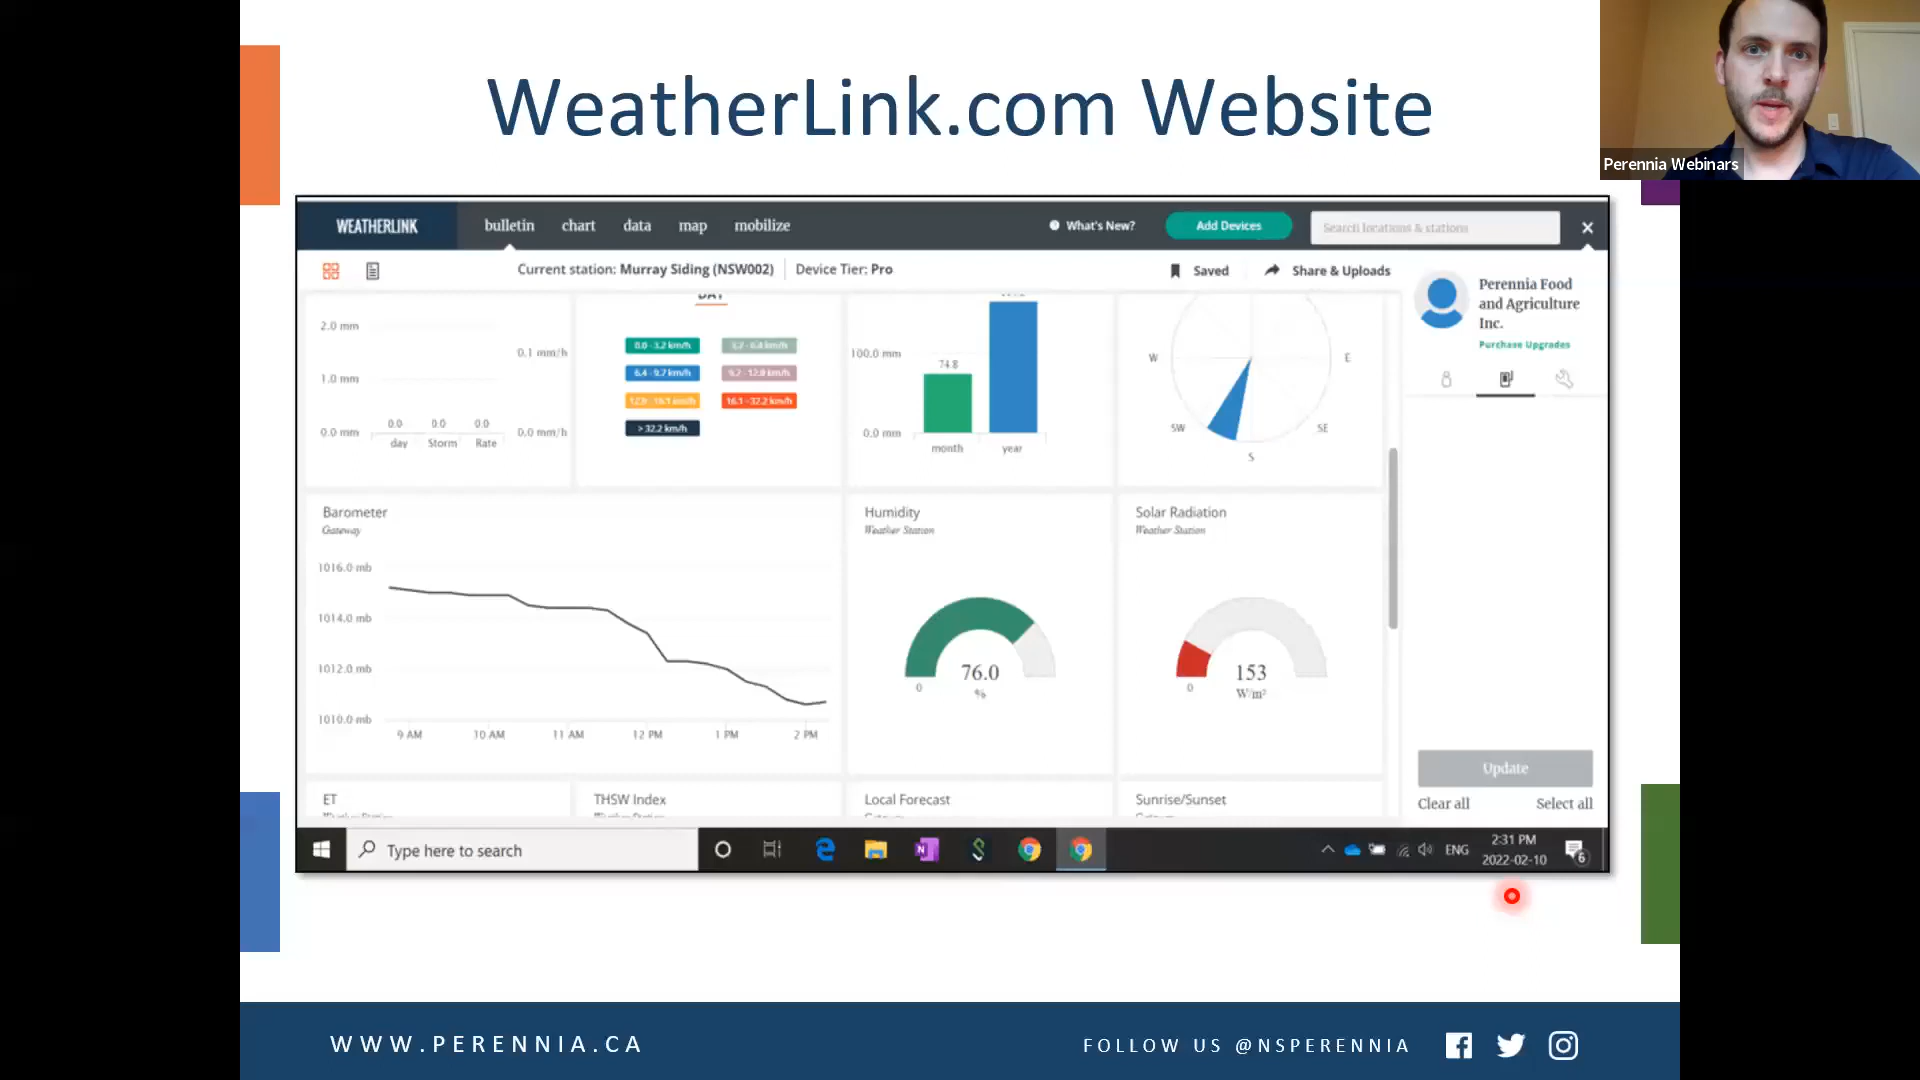 WeatherLink.com Website
Perennia Webinars
WEATHERLINK
bulletin chart data map mobilize
What's New?
Add Devices
Search locations & stations
Current station: Murray Siding (NSW002)
Device Tier: Pro
Saved
Share & Uploads
Perennia Food
and Agriculture
Inc.
Purchase Upgrades
2.0 mm
1.0 mm
0.0 mm
0.1 mm/h
0.0 mm/h
0.0 0.0 0.0
day Storm Rate
DAY
0.0 - 3.2 km/h
3.2 - 6.4 km/h
6.4 - 9.7 km/h
9.7 - 12.9 km/h
16.1 - 32.2 km/h
> 32.2 km/h
100.0 mm
0.0 mm
74.8
month year
W
E
SW
SE
S
Barometer
Gateway
1016.0 mb
1014.0 mb
1012.0 mb
1010.0 mb
9 AM 10 AM 11 AM 12 PM 1 PM 2 PM
Humidity
Weather Station
76.0
%
0
Solar Radiation
Weather Station
153
W/m²
0
Update
Clear all
Select all
ET
THSW Index
Local Forecast
Sunrise/Sunset
Type here to search
ENG
2:31 PM
2022-02-10
6
WWW.PERENNIA.CA
FOLLOW US @NSPERENNIA